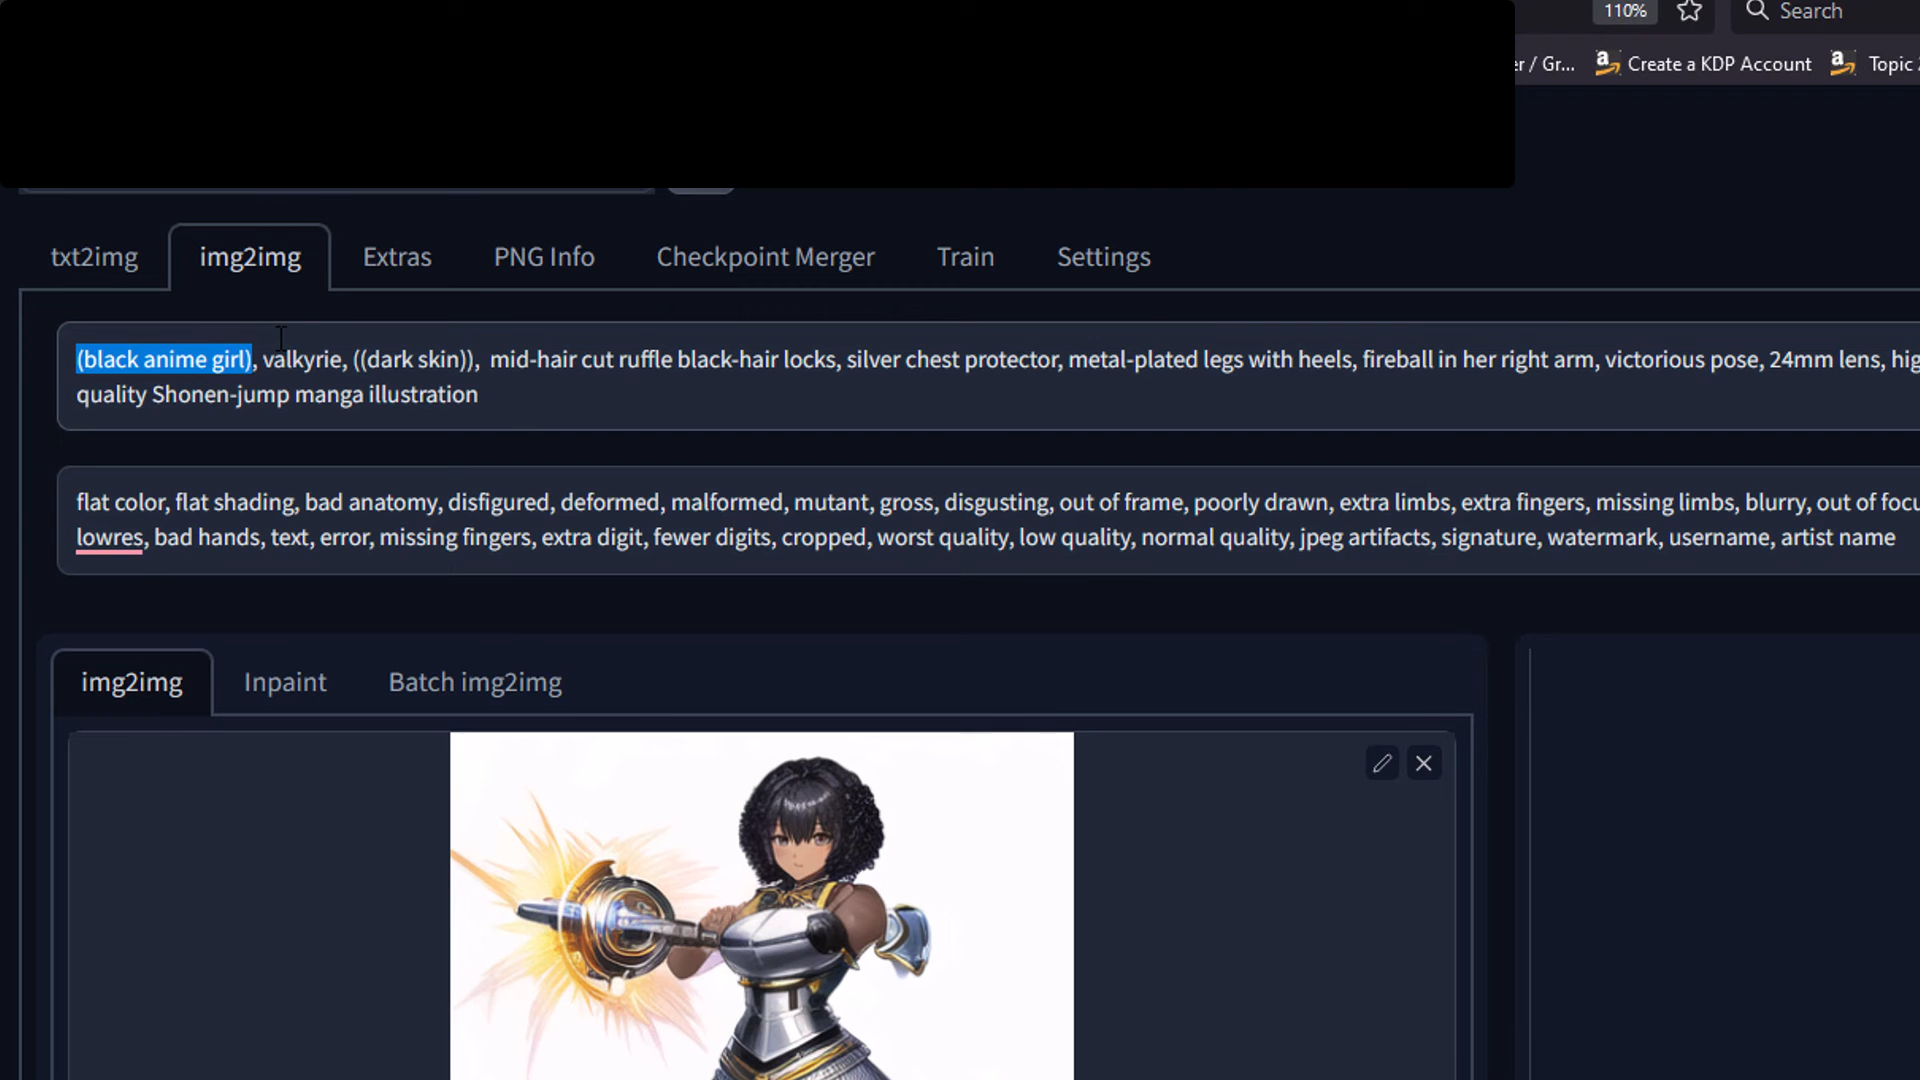 110%
Search
er / Gr...
Create a KDP Account
Topic
txt2img
img2img
Extras
PNG Info
Checkpoint Merger
Train
Settings
(black anime girl), valkyrie, ((dark skin)),  mid-hair cut ruffle black-hair locks, silver chest protector, metal-plated legs with heels, fireball in her right arm, victorious pose, 24mm lens, hig
quality Shonen-jump manga illustration
flat color, flat shading, bad anatomy, disfigured, deformed, malformed, mutant, gross, disgusting, out of frame, poorly drawn, extra limbs, extra fingers, missing limbs, blurry, out of focu
lowres, bad hands, text, error, missing fingers, extra digit, fewer digits, cropped, worst quality, low quality, normal quality, jpeg artifacts, signature, watermark, username, artist name
img2img
Inpaint
Batch img2img